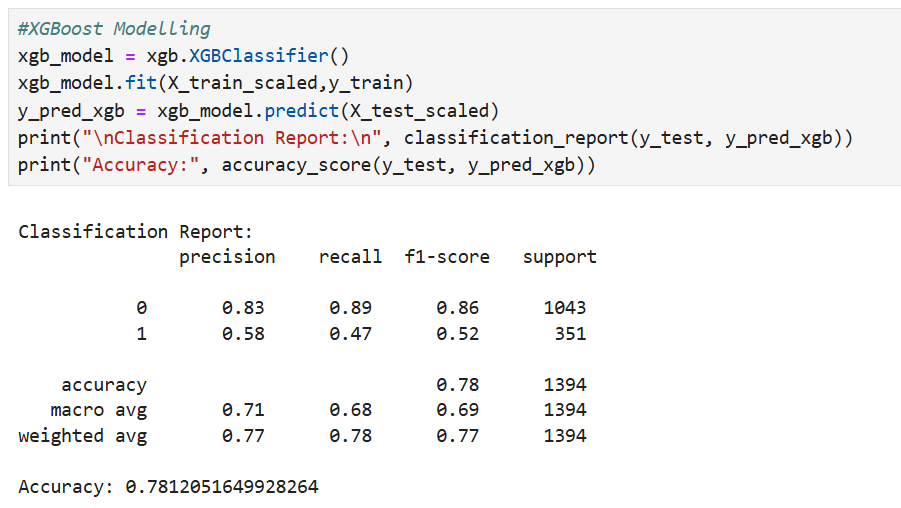 #XGBoost Modelling
xgb_model = xgb.XGBClassifier()
xgb_model.fit(X_train_scaled,y_train)
y_pred_xgb = xgb_model.predict(X_test_scaled)
print("\nClassification Report:\n", classification_report(y_test, y_pred_xgb))
print("Accuracy:", accuracy_score(y_test, y_pred_xgb))
Classification Report:
precision recall f1-score support
0 0.83 0.89 0.86 1043
1 0.58 0.47 0.52 351
accuracy 0.78 1394
macro avg 0.71 0.68 0.69 1394
weighted avg 0.77 0.78 0.77 1394
Accuracy: 0.7812051649928264